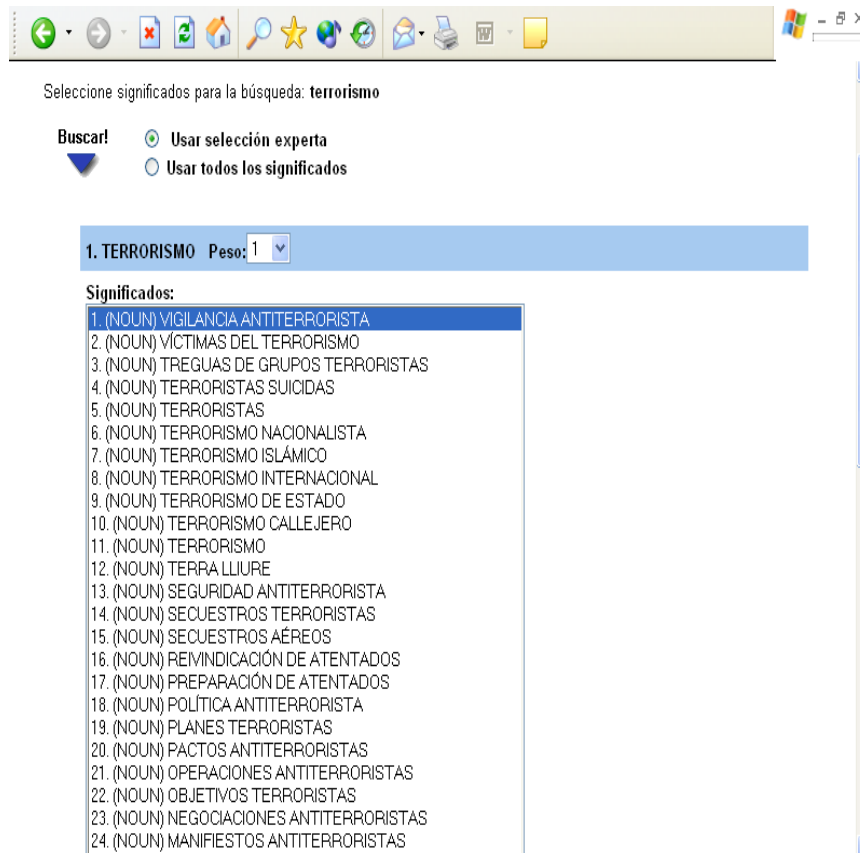 W
Seleccione significados para la búsqueda: terrorismo
Buscar!
Usar selección experta
Usar todos los significados
1. TERRORISMO Peso: 1
Significados:
1. (NOUN) VIGILANCIA ANTITERRORISTA
2. (NOUN) VÍCTIMAS DEL TERRORISMO
3. (NOUN) TREGUAS DE GRUPOS TERRORISTAS
4. (NOUN) TERRORISTAS SUICIDAS
5. (NOUN) TERRORISTAS
6. (NOUN) TERRORISMO NACIONALISTA
7. (NOUN) TERRORISMO ISLÁMICO
8. (NOUN) TERRORISMO INTERNACIONAL
9. (NOUN) TERRORISMO DE ESTADO
10. (NOUN) TERRORISMO CALLEJERO
11. (NOUN) TERRORISMO
12. (NOUN) TERRA LLIURE
13. (NOUN) SEGURIDAD ANTITERRORISTA
14. (NOUN) SECUESTROS TERRORISTAS
15. (NOUN) SECUESTROS AÉREOS
16. (NOUN) REIVINDICACIÓN DE ATENTADOS
17. (NOUN) PREPARACIÓN DE ATENTADOS
18. (NOUN) POLÍTICA ANTITERRORISTA
19. (NOUN) PLANES TERRORISTAS
20. (NOUN) PACTOS ANTITERRORISTAS
21. (NOUN) OPERACIONES ANTITERRORISTAS
22. (NOUN) OBJETIVOS TERRORISTAS
23. (NOUN) NEGOCIACIONES ANTITERRORISTAS
24. (NOUN) MANIFIESTOS ANTITERRORISTAS